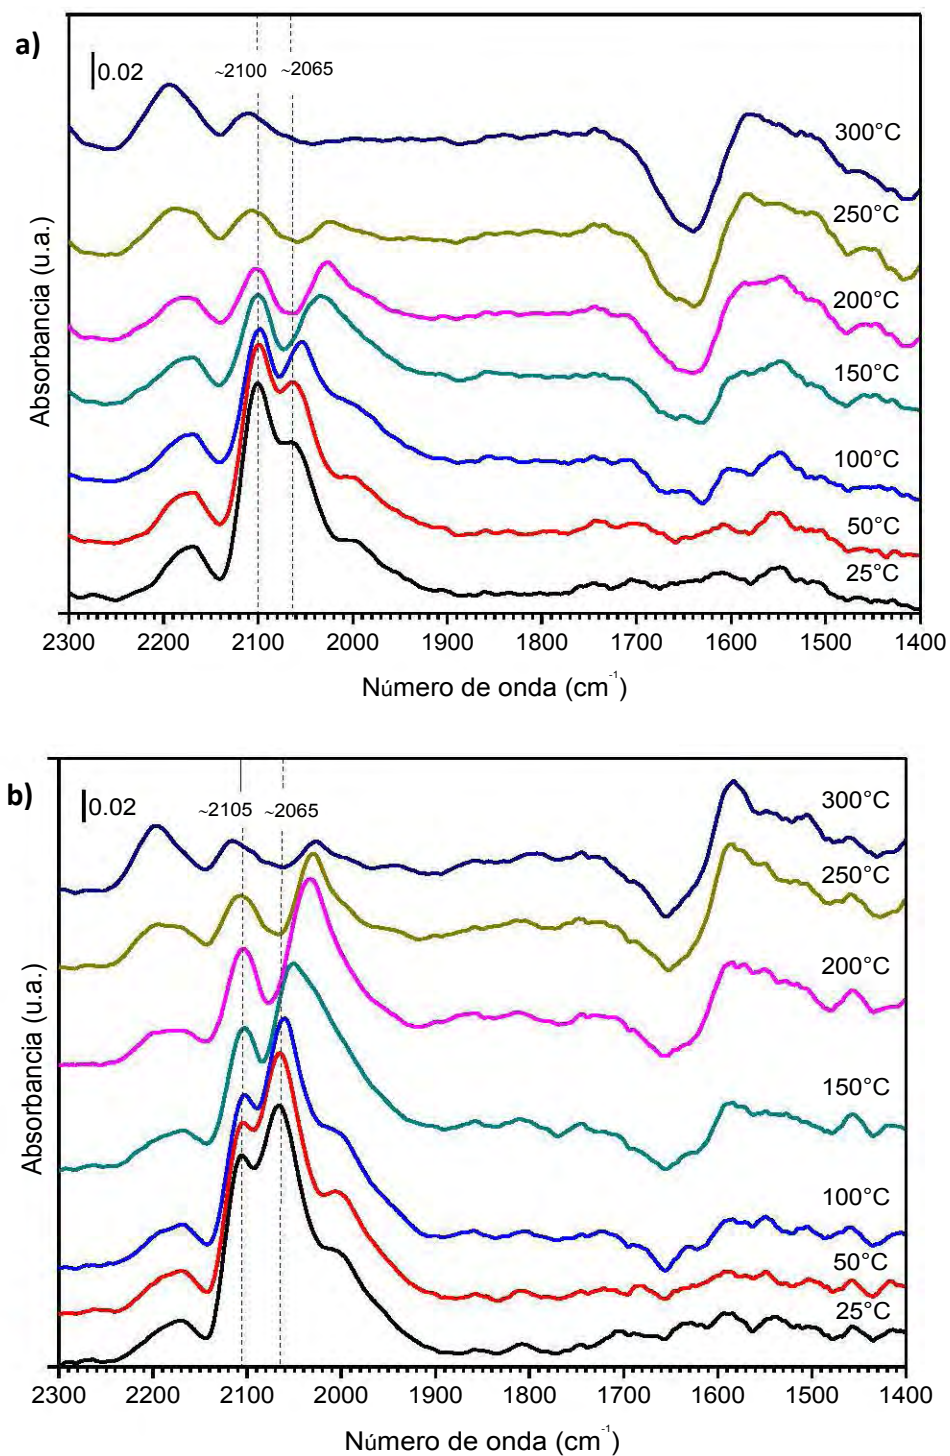 a)
0.02
~2100 ~2065
300°C
250°C
200°C
150°C
100°C
50°C
25°C
Absorbancia (u.a.)
2300 2200 2100 2000 1900 1800 1700 1600 1500 1400
Número de onda (cm⁻¹)
b)
0.02
~2105 ~2065
300°C
250°C
200°C
150°C
100°C
50°C
25°C
Absorbancia (u.a.)
2300 2200 2100 2000 1900 1800 1700 1600 1500 1400
Número de onda (cm⁻¹)